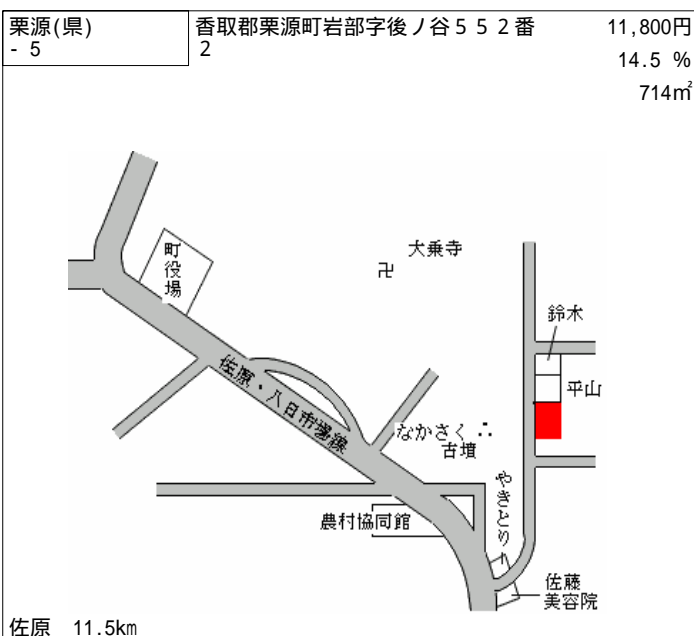 栗源(県)
- 5
香取郡栗源町岩部字後ノ谷552番
2
11,800円
14.5 %
714㎡
町役場
大乗寺
卍
鈴木
平山
佐原・八日市場線
なかさく ∴
古墳
やきとり
農村協同館
佐藤
美容院
佐原 11.5km